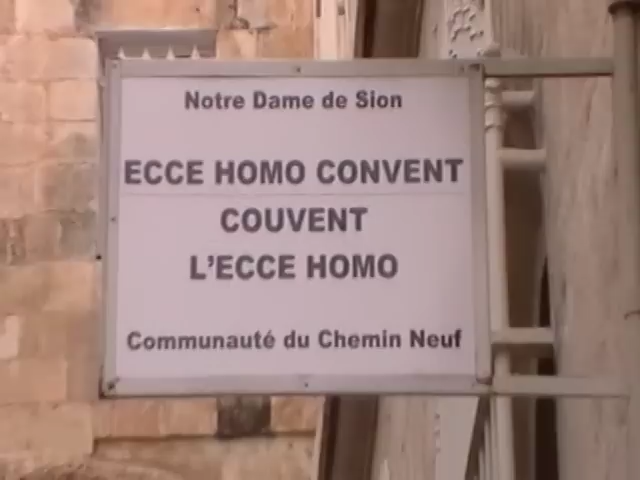 Notre Dame de Sion
ECCE HOMO CONVENT
COUVENT
L'ECCE HOMO
Communauté du Chemin Neuf